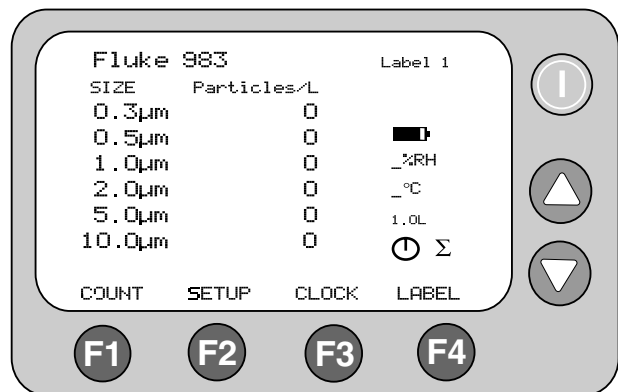 Fluke 983 Label 1
SIZE Particles/L
0.3µm 0
0.5µm 0
1.0µm 0 _%RH
2.0µm 0 _°C
5.0µm 0 1.0L
10.0µm 0 Σ
COUNT SETUP CLOCK LABEL
F1 F2 F3 F4